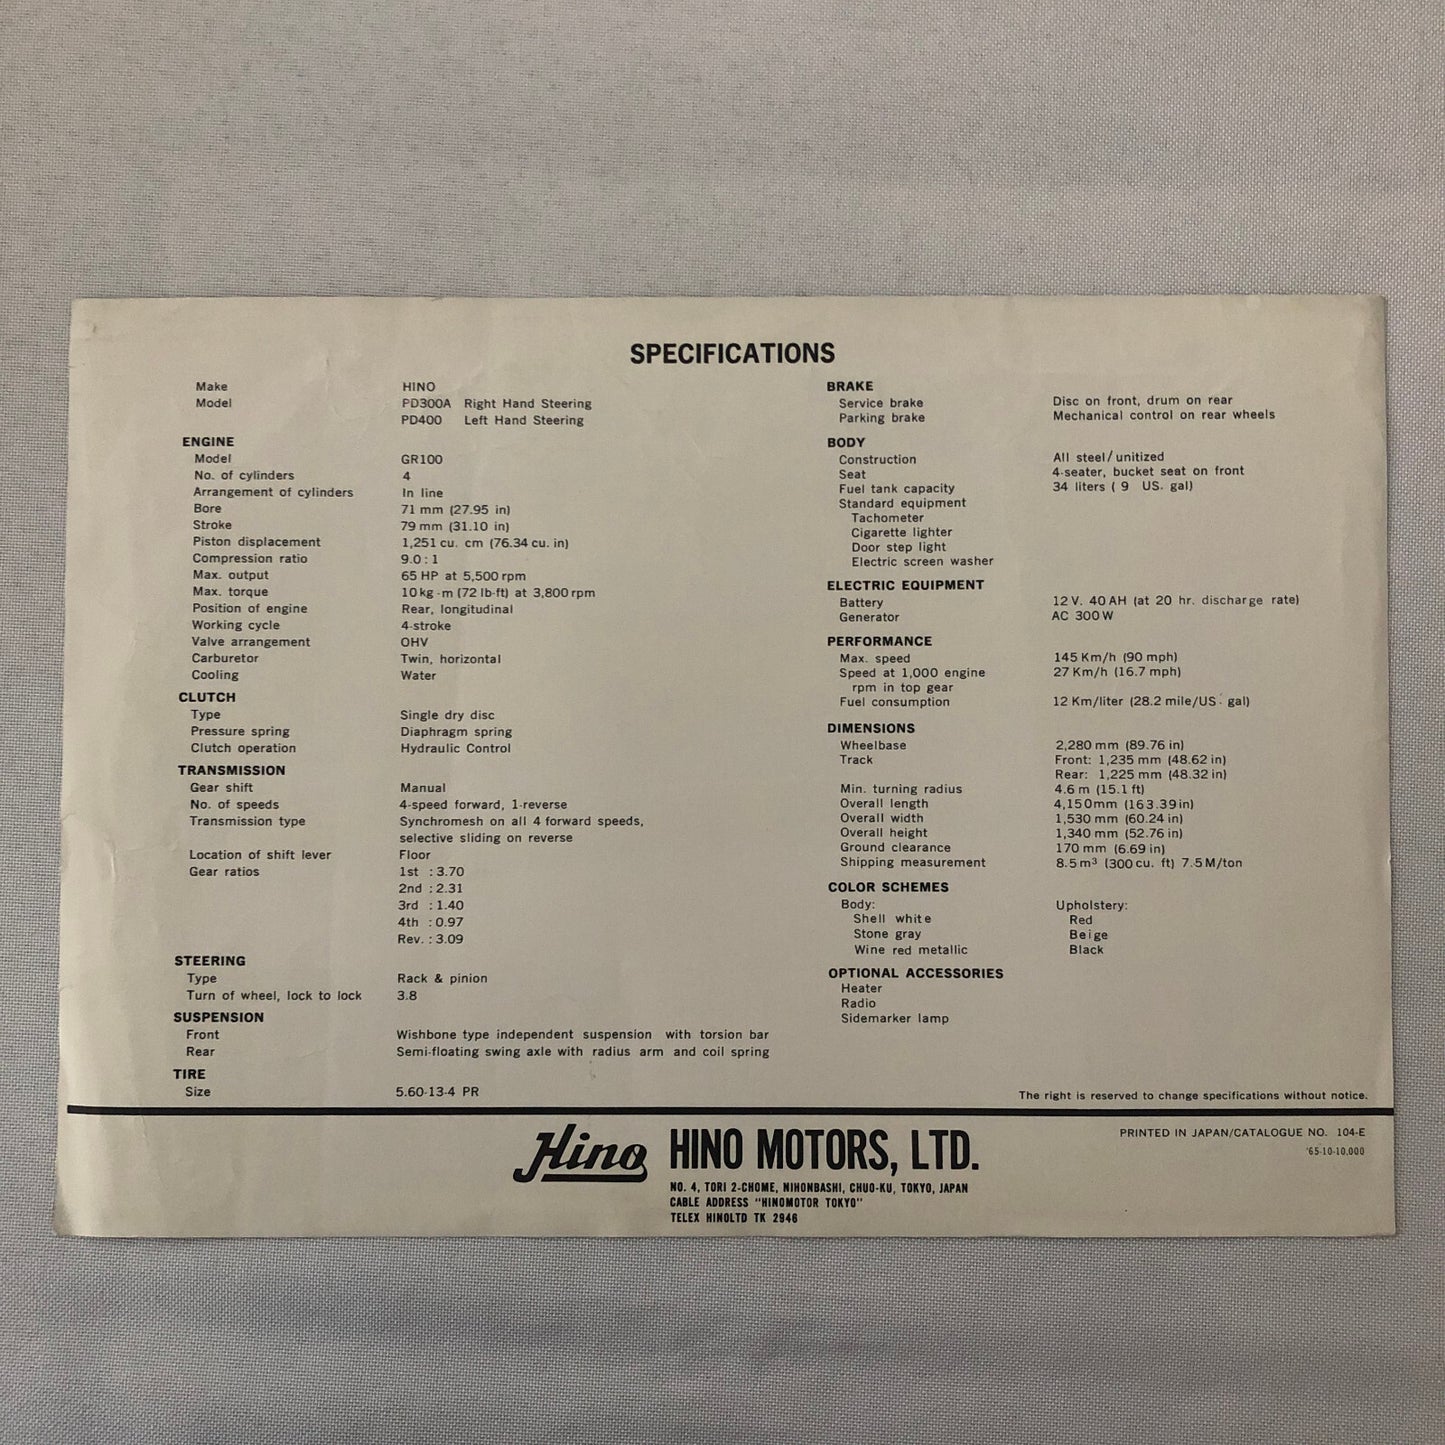 SPECIFICATIONS
Make HINO
Model PD300A Right Hand Steering
PD400 Left Hand Steering
ENGINE
Model GR100
No. of cylinders 4
Arrangement of cylinders In line
Bore 71 mm (27.95 in)
Stroke 79 mm (31.10 in)
Piston displacement 1,251 cu. cm (76.34 cu. in)
Compression ratio 9.0 : 1
Max. output 65 HP at 5,500 rpm
Max. torque 10 kg-m (72 lb-ft) at 3,800 rpm
Position of engine Rear, longitudinal
Working cycle 4-stroke
Valve arrangement OHV
Carburetor Twin, horizontal
Cooling Water
CLUTCH
Type Single dry disc
Pressure spring Diaphragm spring
Clutch operation Hydraulic Control
TRANSMISSION
Gear shift Manual
No. of speeds 4-speed forward, 1-reverse
Transmission type Synchromesh on all 4 forward speeds,
selective sliding on reverse
Location of shift lever Floor
Gear ratios 1st : 3.70
2nd : 2.31
3rd : 1.40
4th : 0.97
Rev. : 3.09
STEERING
Type Rack & pinion
Turn of wheel, lock to lock 3.8
SUSPENSION
Front Wishbone type independent suspension with torsion bar
Rear Semi-floating swing axle with radius arm and coil spring
TIRE
Size 5.60-13-4 PR
BRAKE
Service brake Disc on front, drum on rear
Parking brake Mechanical control on rear wheels
BODY
Construction All steel/unitized
Seat 4-seater, bucket seat on front
Fuel tank capacity 34 liters ( 9 US. gal)
Standard equipment
Tachometer
Cigarette lighter
Door step light
Electric screen washer
ELECTRIC EQUIPMENT
Battery 12 V. 40 AH (at 20 hr. discharge rate)
Generator AC 300 W
PERFORMANCE
Max. speed 145 Km/h (90 mph)
Speed at 1,000 engine 27 Km/h (16.7 mph)
rpm in top gear
Fuel consumption 12 Km/liter (28.2 mile/US. gal)
DIMENSIONS
Wheelbase 2,280 mm (89.76 in)
Track Front: 1,235 mm (48.62 in)
Rear: 1,225 mm (48.32 in)
Min. turning radius 4.6 m (15.1 ft)
Overall length 4,150 mm (163.39 in)
Overall width 1,530 mm (60.24 in)
Overall height 1,340 mm (52.76 in)
Ground clearance 170 mm (6.69 in)
Shipping measurement 8.5 m³ (300 cu. ft) 7.5 M/ton
COLOR SCHEMES
Body: Upholstery:
Shell white Red
Stone gray Beige
Wine red metallic Black
OPTIONAL ACCESSORIES
Heater
Radio
Sidemarker lamp
The right is reserved to change specifications without notice.
Hino HINO MOTORS, LTD.
NO. 4, TORI 2-CHOME, NIHONBASHI, CHUO-KU, TOKYO, JAPAN
CABLE ADDRESS "HINOMOTOR TOKYO"
TELEX HINOLTD TK 2946
PRINTED IN JAPAN/CATALOGUE NO. 104-E
'65-10-10,000